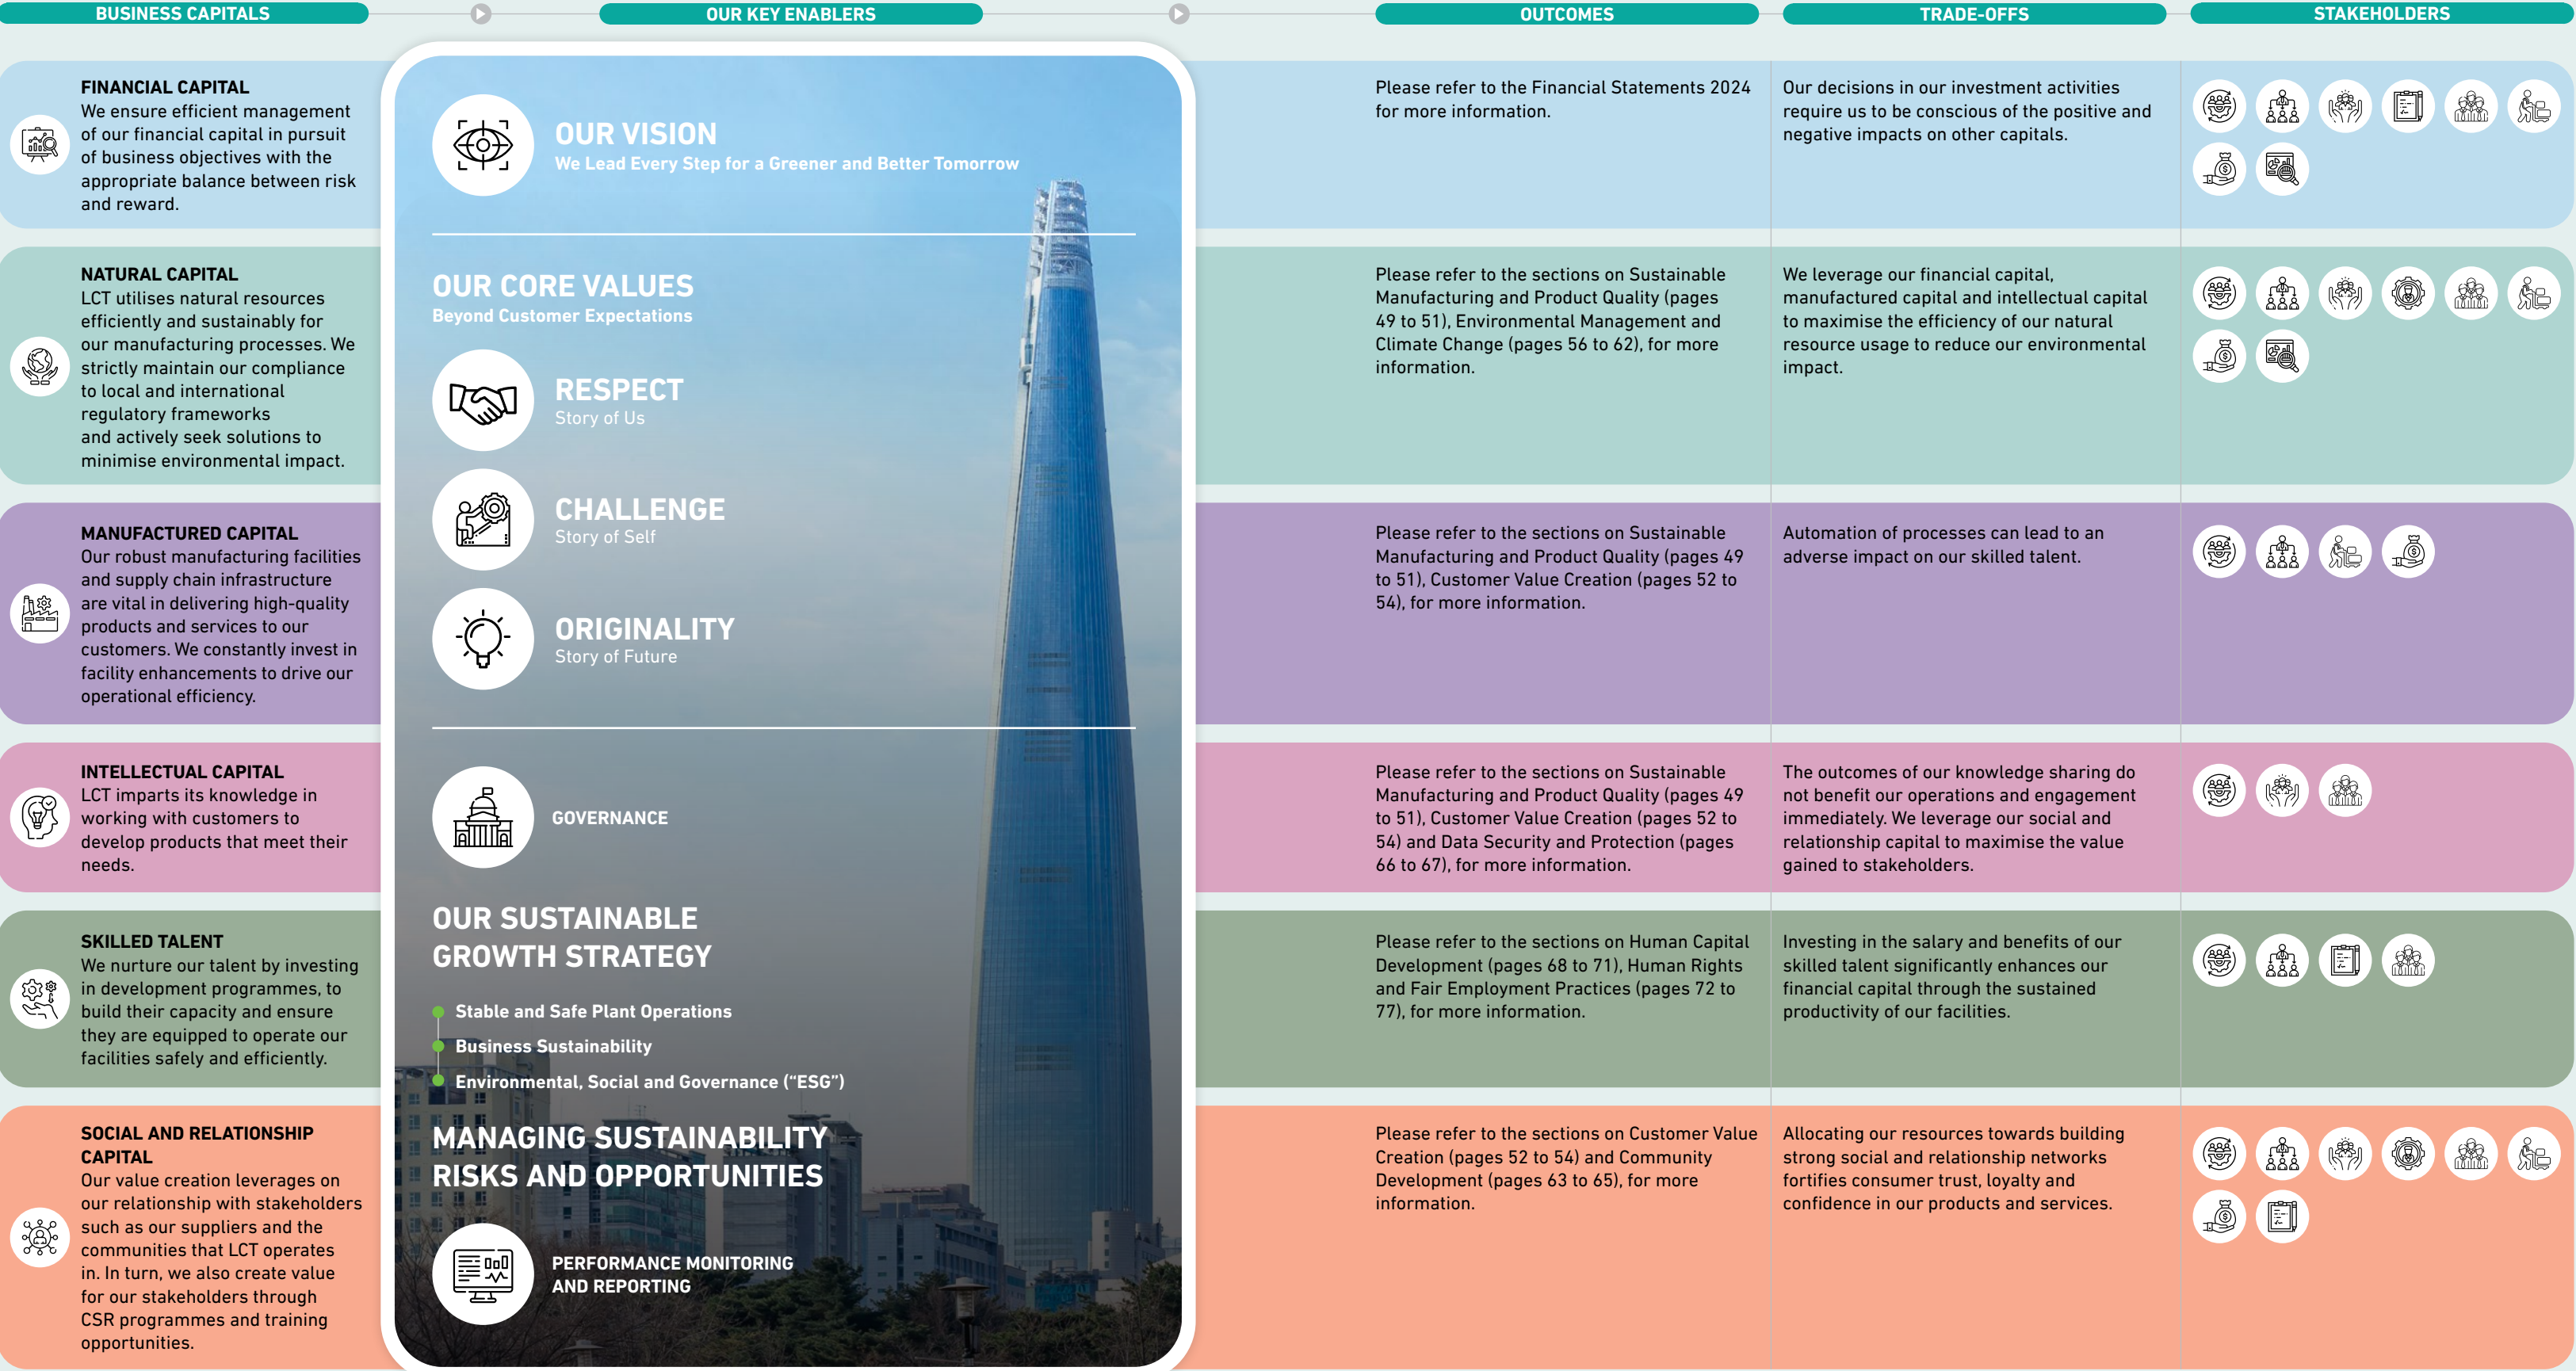 BUSINESS CAPITALS
OUR KEY ENABLERS
OUTCOMES
TRADE-OFFS
STAKEHOLDERS
FINANCIAL CAPITAL
We ensure efficient management
of our financial capital in pursuit
of business objectives with the
appropriate balance between risk
and reward.
NATURAL CAPITAL
LCT utilises natural resources
efficiently and sustainably for
our manufacturing processes. We
strictly maintain our compliance
to local and international
regulatory frameworks
and actively seek solutions to
minimise environmental impact.
MANUFACTURED CAPITAL
Our robust manufacturing facilities
and supply chain infrastructure
are vital in delivering high-quality
products and services to our
customers. We constantly invest in
facility enhancements to drive our
operational efficiency.
INTELLECTUAL CAPITAL
LCT imparts its knowledge in
working with customers to
develop products that meet their
needs.
SKILLED TALENT
We nurture our talent by investing
in development programmes, to
build their capacity and ensure
they are equipped to operate our
facilities safely and efficiently.
SOCIAL AND RELATIONSHIP
CAPITAL
Our value creation leverages on
our relationship with stakeholders
such as our suppliers and the
communities that LCT operates
in. In turn, we also create value
for our stakeholders through
CSR programmes and training
opportunities.
OUR VISION
We Lead Every Step for a Greener and Better Tomorrow
OUR CORE VALUES
Beyond Customer Expectations
RESPECT
Story of Us
CHALLENGE
Story of Self
ORIGINALITY
Story of Future
GOVERNANCE
OUR SUSTAINABLE
GROWTH STRATEGY
Stable and Safe Plant Operations
Business Sustainability
Environmental, Social and Governance (“ESG”)
MANAGING SUSTAINABILITY
RISKS AND OPPORTUNITIES
PERFORMANCE MONITORING
AND REPORTING
Please refer to the Financial Statements 2024
for more information.
Our decisions in our investment activities
require us to be conscious of the positive and
negative impacts on other capitals.
Please refer to the sections on Sustainable
Manufacturing and Product Quality (pages
49 to 51), Environmental Management and
Climate Change (pages 56 to 62), for more
information.
We leverage our financial capital,
manufactured capital and intellectual capital
to maximise the efficiency of our natural
resource usage to reduce our environmental
impact.
Please refer to the sections on Sustainable
Manufacturing and Product Quality (pages 49
to 51), Customer Value Creation (pages 52 to
54), for more information.
Automation of processes can lead to an
adverse impact on our skilled talent.
Please refer to the sections on Sustainable
Manufacturing and Product Quality (pages 49
to 51), Customer Value Creation (pages 52 to
54) and Data Security and Protection (pages
66 to 67), for more information.
The outcomes of our knowledge sharing do
not benefit our operations and engagement
immediately. We leverage our social and
relationship capital to maximise the value
gained to stakeholders.
Please refer to the sections on Human Capital
Development (pages 68 to 71), Human Rights
and Fair Employment Practices (pages 72 to
77), for more information.
Investing in the salary and benefits of our
skilled talent significantly enhances our
financial capital through the sustained
productivity of our facilities.
Please refer to the sections on Customer Value
Creation (pages 52 to 54) and Community
Development (pages 63 to 65), for more
information.
Allocating our resources towards building
strong social and relationship networks
fortifies consumer trust, loyalty and
confidence in our products and services.